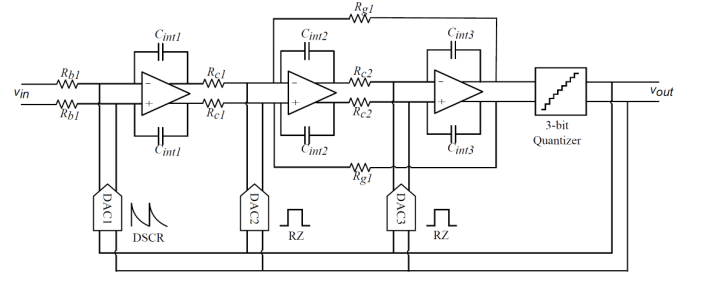 Rg1
Cint1
Cint2
Cint3
Rb1
Rc1
Rc2
vin
− + − + − +
vout
Rb1
Rc1
Rc2
3-bit
Quantizer
Cint1
Cint2
Cint3
Rg1
DAC1
DAC2
DAC3
DSCR
RZ
RZ